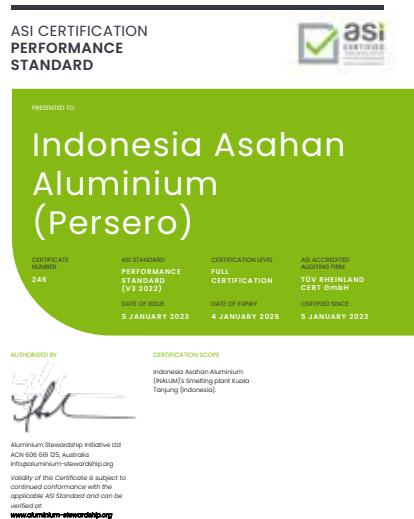 ASI CERTIFICATION
PERFORMANCE
STANDARD
asi
CERTIFIED
PRESENTED TO
Indonesia Asahan
Aluminium
(Persero)
CERTIFICATE
NUMBER
246
ASI STANDARD
PERFORMANCE
STANDARD
(V3 2022)
CERTIFICATION LEVEL
FULL
CERTIFICATION
ASI ACCREDITED
AUDITING FIRM
TÜV RHEINLAND
CERT GmbH
DATE OF ISSUE
5 JANUARY 2023
DATE OF EXPIRY
4 JANUARY 2026
CERTIFIED SINCE
5 JANUARY 2023
AUTHORISED BY
Aluminium Stewardship Initiative Ltd
ACN 606 661 125, Australia
info@aluminium-stewardship.org
Validity of this Certificate is subject to
continued conformance with the
applicable ASI Standard and can be
verified at:
www.aluminium-stewardship.org
CERTIFICATION SCOPE
Indonesia Asahan Aluminium
(INALUM)'s Smelting plant Kuala
Tanjung (Indonesia).